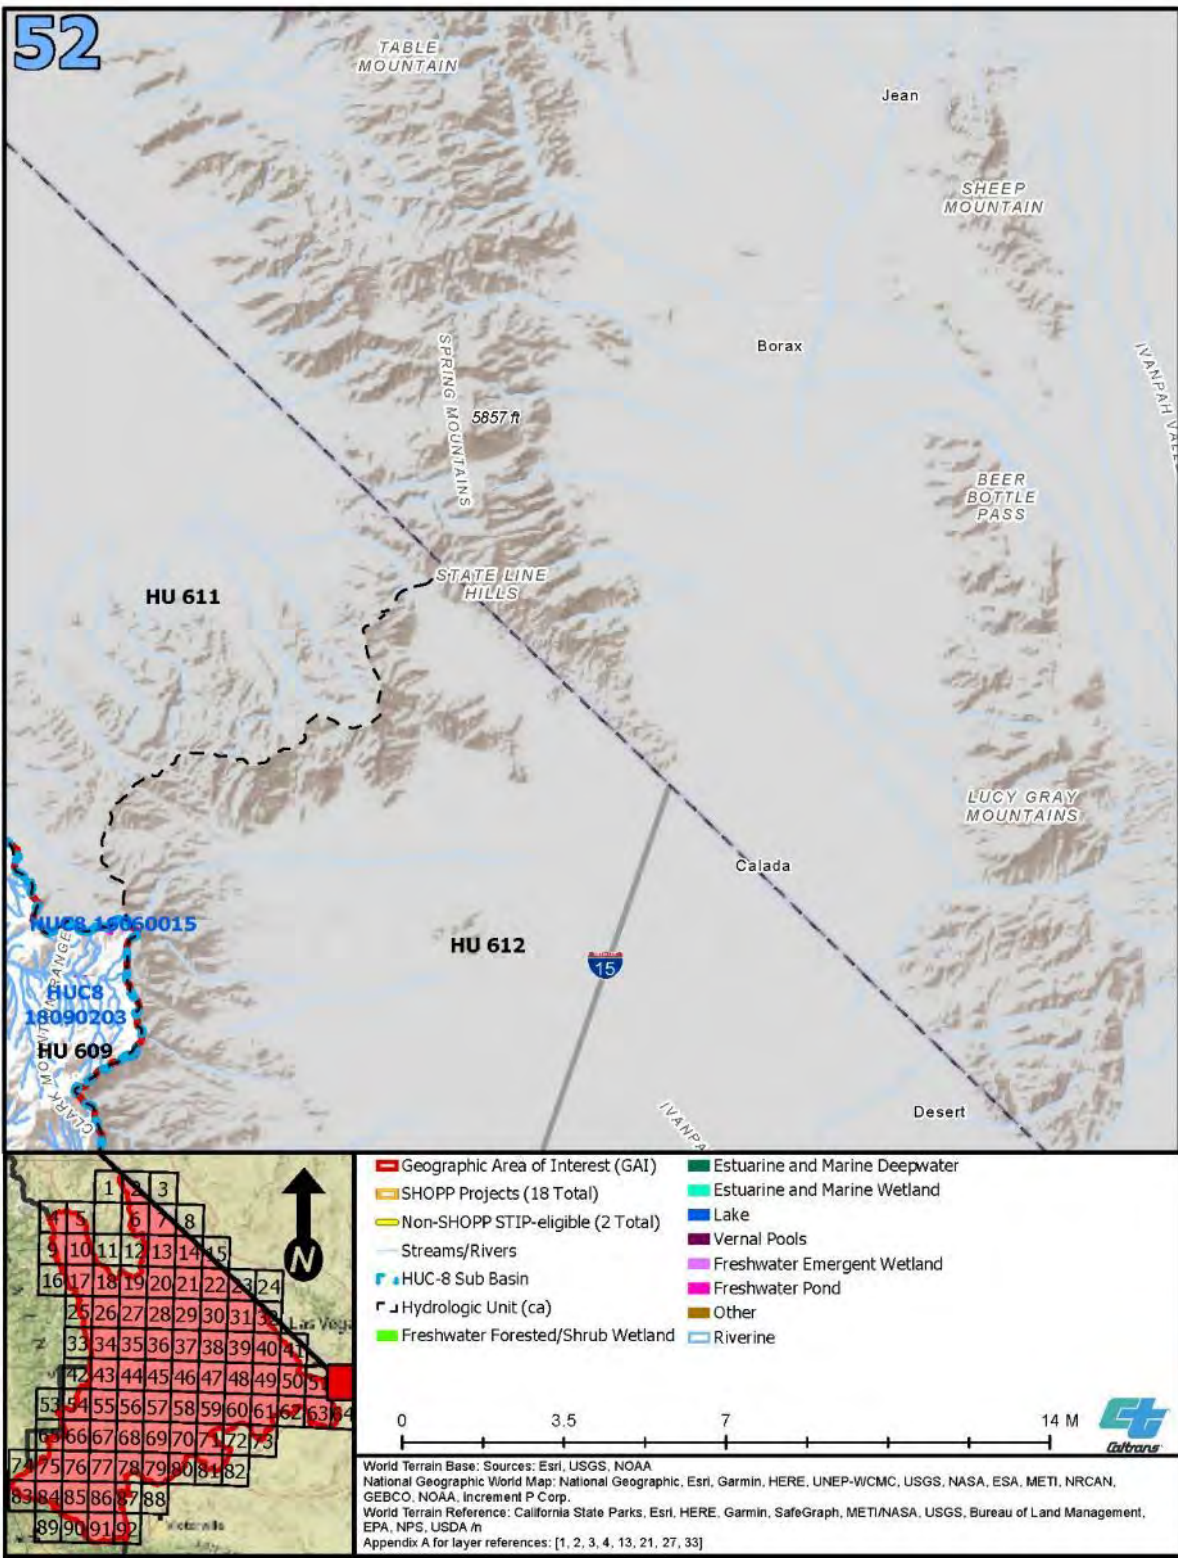 52
TABLE
MOUNTAIN
Jean
SHEEP
MOUNTAIN
Borax
IVANPAH VALL
SPRING MOUNTAINS
5857 ft
BEER
BOTTLE
PASS
STATE LINE
HILLS
HU 611
LUCY GRAY
MOUNTAINS
Calada
HUC8 16060015
HU 612
15
HUC8
18090203
HU 609
CLARK MOUNTAIN RANGE
Desert
IVANPA
1 2 3
4 5 6 7 8
9 10 11 12 13 14 15
16 17 18 19 20 21 22 23 24
25 26 27 28 29 30 31 32
Las Vega
33 34 35 36 37 38 39 40 41
42 43 44 45 46 47 48 49 50 51
53 54 55 56 57 58 59 60 61 62 63 64
65 66 67 68 69 70 71 72 73
74 75 76 77 78 79 80 81 82
83 84 85 86 87 88
Victorville
89 90 91 92
N
Geographic Area of Interest (GAI)
SHOPP Projects (18 Total)
Non-SHOPP STIP-eligible (2 Total)
Streams/Rivers
HUC-8 Sub Basin
Hydrologic Unit (ca)
Freshwater Forested/Shrub Wetland
Estuarine and Marine Deepwater
Estuarine and Marine Wetland
Lake
Vernal Pools
Freshwater Emergent Wetland
Freshwater Pond
Other
Riverine
0 3.5 7 14 M
Caltrans
World Terrain Base: Sources: Esri, USGS, NOAA
National Geographic World Map: National Geographic, Esri, Garmin, HERE, UNEP-WCMC, USGS, NASA, ESA, METI, NRCAN,
GEBCO, NOAA, Increment P Corp.
World Terrain Reference: California State Parks, Esri, HERE, Garmin, SafeGraph, METI/NASA, USGS, Bureau of Land Management,
EPA, NPS, USDA /n
Appendix A for layer references: [1, 2, 3, 4, 13, 21, 27, 33]